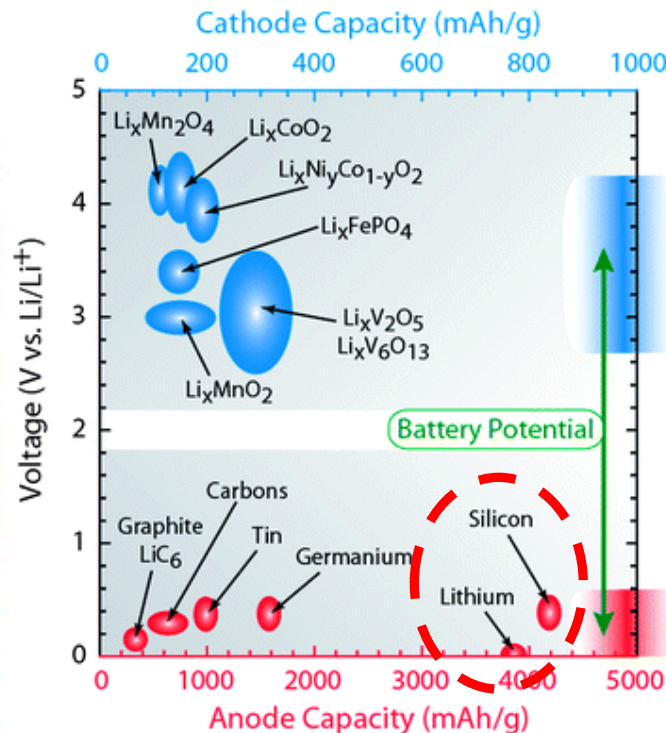 Cathode Capacity (mAh/g)
0 200 400 600 800 1000
5
4
3
2
1
0
Voltage (V vs. Li/Li⁺)
LiₓMn₂O₄
LiₓCoO₂
LiₓNiᵧCo₁₋ᵧO₂
LiₓFePO₄
LiₓV₂O₅
LiₓV₆O₁₃
LiₓMnO₂
Battery Potential
Carbons
Graphite
LiC₆
Tin
Germanium
Silicon
Lithium
0 1000 2000 3000 4000 5000
Anode Capacity (mAh/g)